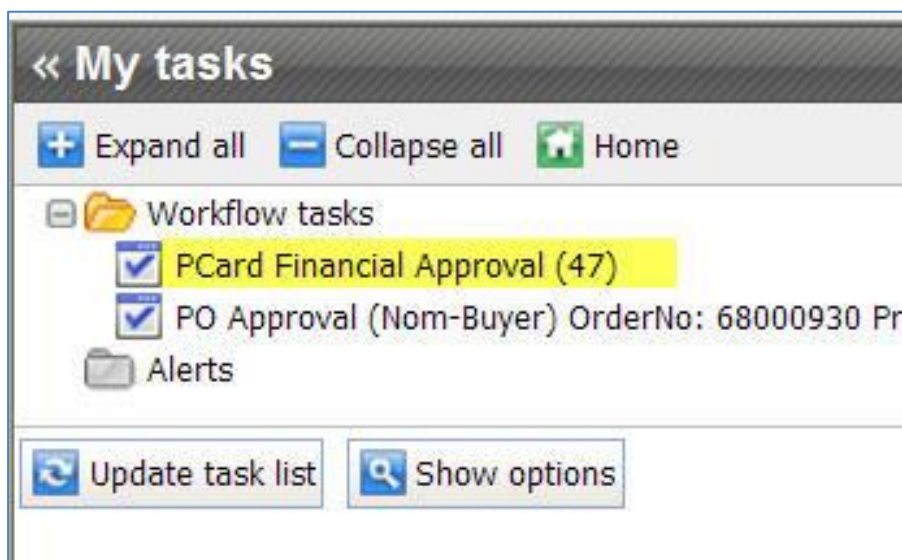 « My tasks
Expand all Collapse all Home
Workflow tasks
PCard Financial Approval (47)
PO Approval (Nom-Buyer) OrderNo: 68000930 Pr
Alerts
Update task list Show options